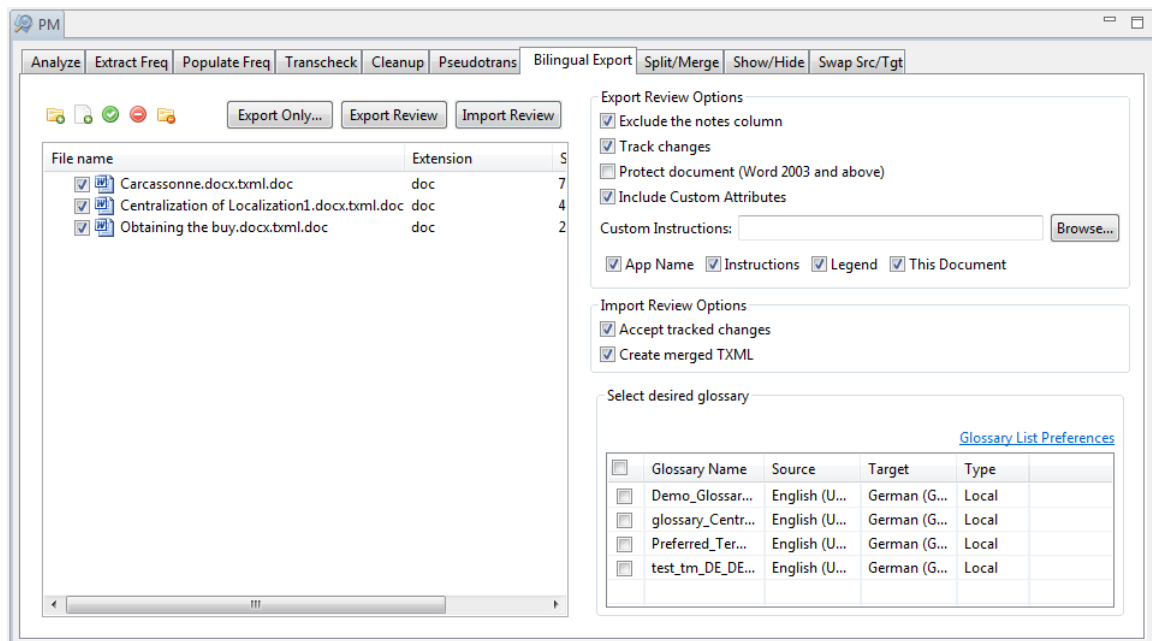 PM
Analyze Extract Freq Populate Freq Transcheck Cleanup Pseudotrans Bilingual Export Split/Merge Show/Hide Swap Src/Tgt
Export Only... Export Review Import Review
File name Extension S
Carcassonne.docx.txml.doc doc 7
Centralization of Localization1.docx.txml.doc doc 4
Obtaining the buy.docx.txml.doc doc 2
Export Review Options
Exclude the notes column
Track changes
Protect document (Word 2003 and above)
Include Custom Attributes
Custom Instructions: Browse...
App Name Instructions Legend This Document
Import Review Options
Accept tracked changes
Create merged TXML
Select desired glossary
Glossary List Preferences
Glossary Name Source Target Type
Demo_Glossar... English (U... German (G... Local
glossary_Centr... English (U... German (G... Local
Preferred_Ter... English (U... German (G... Local
test_tm_DE_DE... English (U... German (G... Local